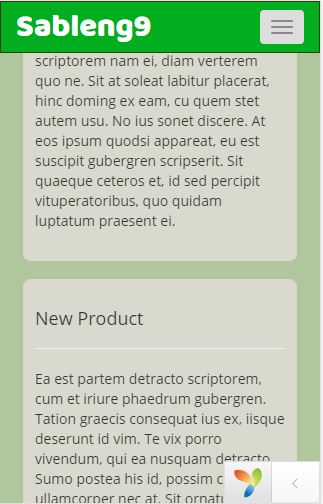 Sableng9
scriptorem nam ei, diam verterem
quo ne. Sit at soleat labitur placerat,
hinc doming ex eam, cu quem stet
autem usu. No ius sonet discere. At
eos ipsum quodsi appareat, eu est
suscipit gubergren scripserit. Sit
quaeque ceteros et, id sed percipit
vituperatoribus, quo quidam
luptatum praesent ei.
New Product
Ea est partem detracto scriptorem,
cum et iriure phaedrum gubergren.
Tation graecis consequat ius ex, iisque
deserunt id vim. Te vix porro
vivendum, qui ea nusquam detracto.
Sumo postea his id, possim c
ullamcorper nec at. Sit ornatu